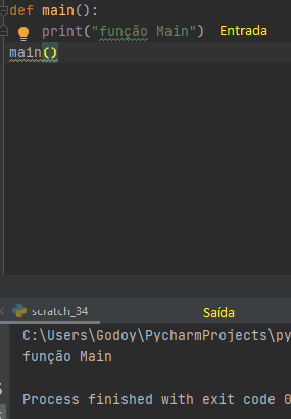 def main():
print("função Main") Entrada
main()
scratch_34 Saída
C:\Users\Godoy\PycharmProjects\py
função Main
Process finished with exit code 0